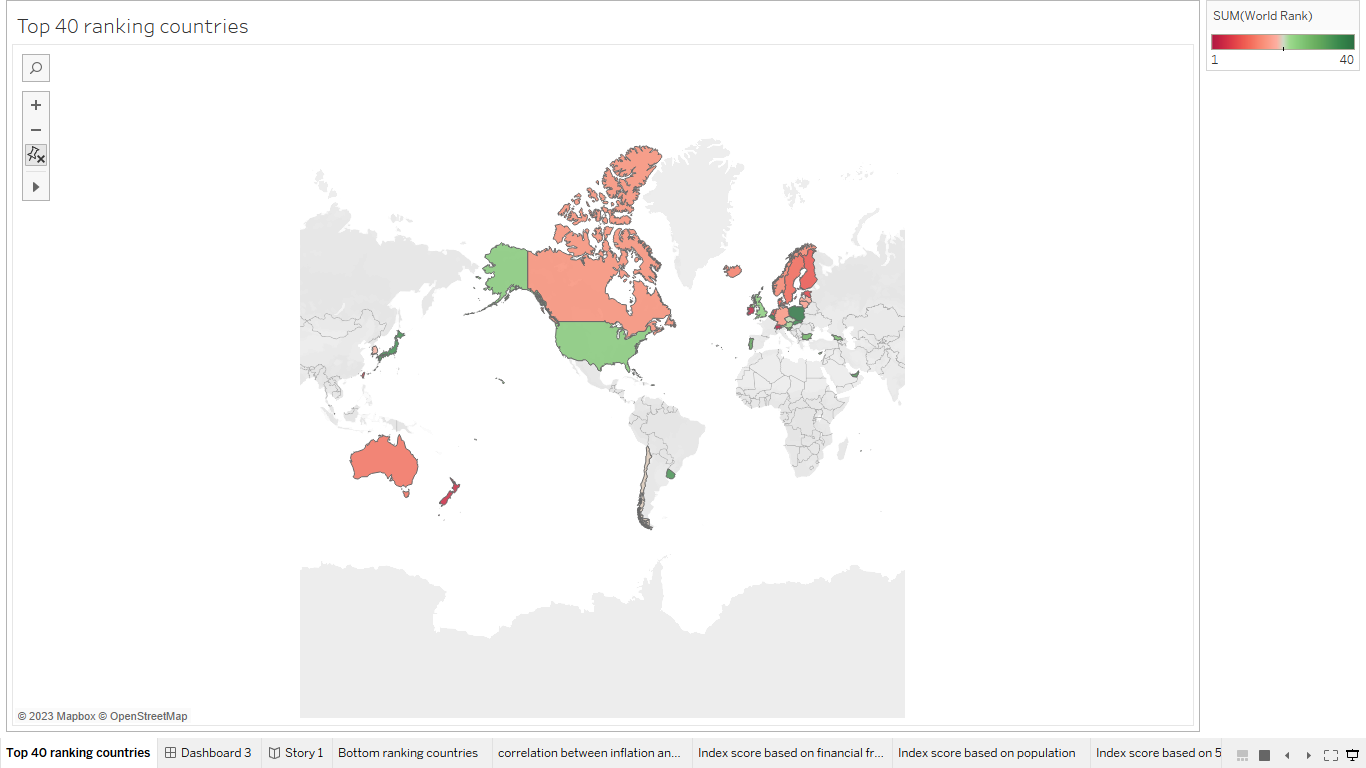 Top 40 ranking countries
SUM(World Rank)
1 40
© 2023 Mapbox © OpenStreetMap
Top 40 ranking countries
Dashboard 3
Story 1
Bottom ranking countries
correlation between inflation an...
Index score based on financial fr...
Index score based on population
Index score based on 5